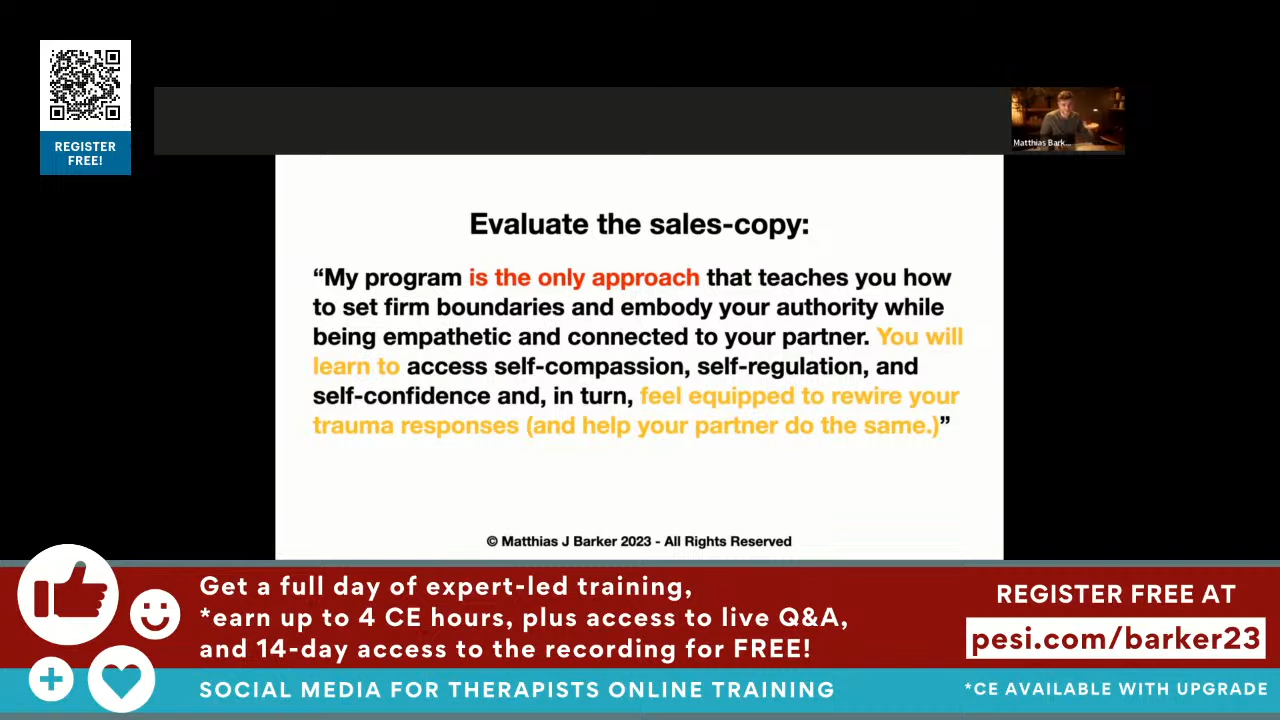 REGISTER
FREE!
Matthias Bark...
Evaluate the sales-copy:
“My program is the only approach that teaches you how
to set firm boundaries and embody your authority while
being empathetic and connected to your partner. You will
learn to access self-compassion, self-regulation, and
self-confidence and, in turn, feel equipped to rewire your
trauma responses (and help your partner do the same.)”
© Matthias J Barker 2023 - All Rights Reserved
Get a full day of expert-led training,
*earn up to 4 CE hours, plus access to live Q&A,
and 14-day access to the recording for FREE!
REGISTER FREE AT
pesi.com/barker23
SOCIAL MEDIA FOR THERAPISTS ONLINE TRAINING
*CE AVAILABLE WITH UPGRADE